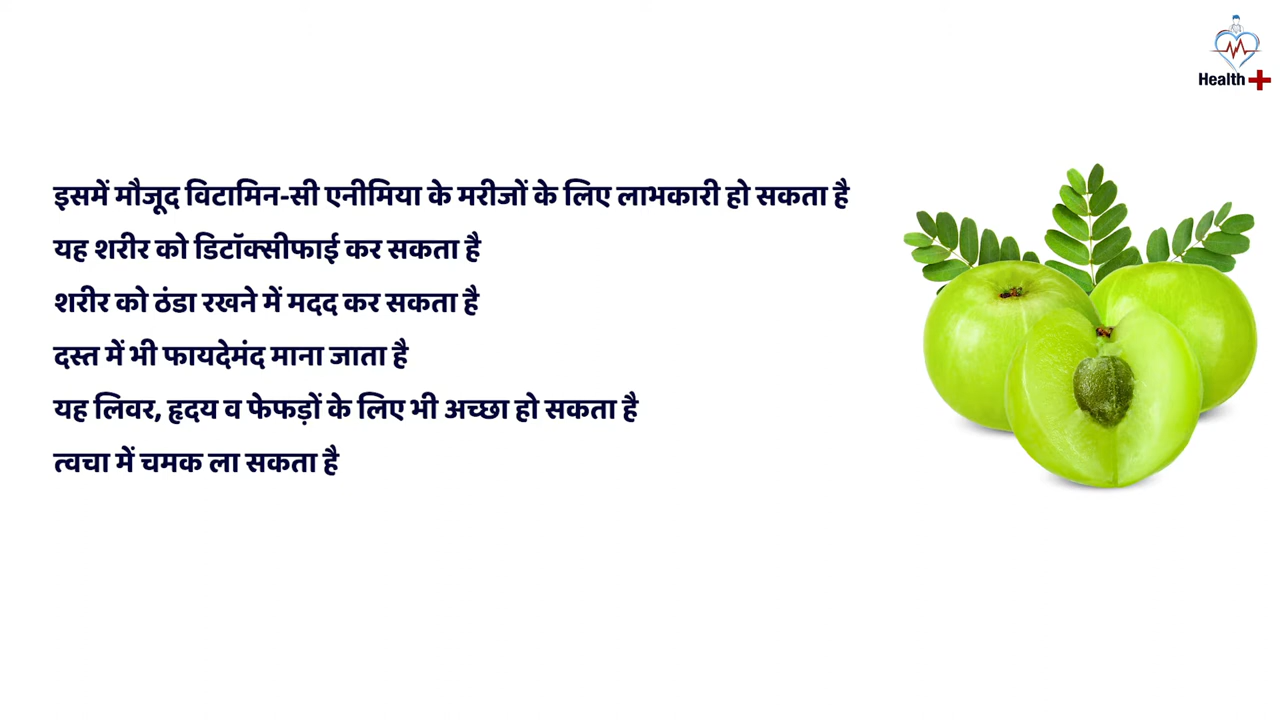 Health
इसमें मौजूद विटामिन-सी एनीमिया के मरीजों के लिए लाभकारी हो सकता है
यह शरीर को डिटॉक्सीफाई कर सकता है
शरीर को ठंडा रखने में मदद कर सकता है
दस्त में भी फायदेमंद माना जाता है
यह लिवर, हृदय व फेफड़ों के लिए भी अच्छा हो सकता है
त्वचा में चमक ला सकता है